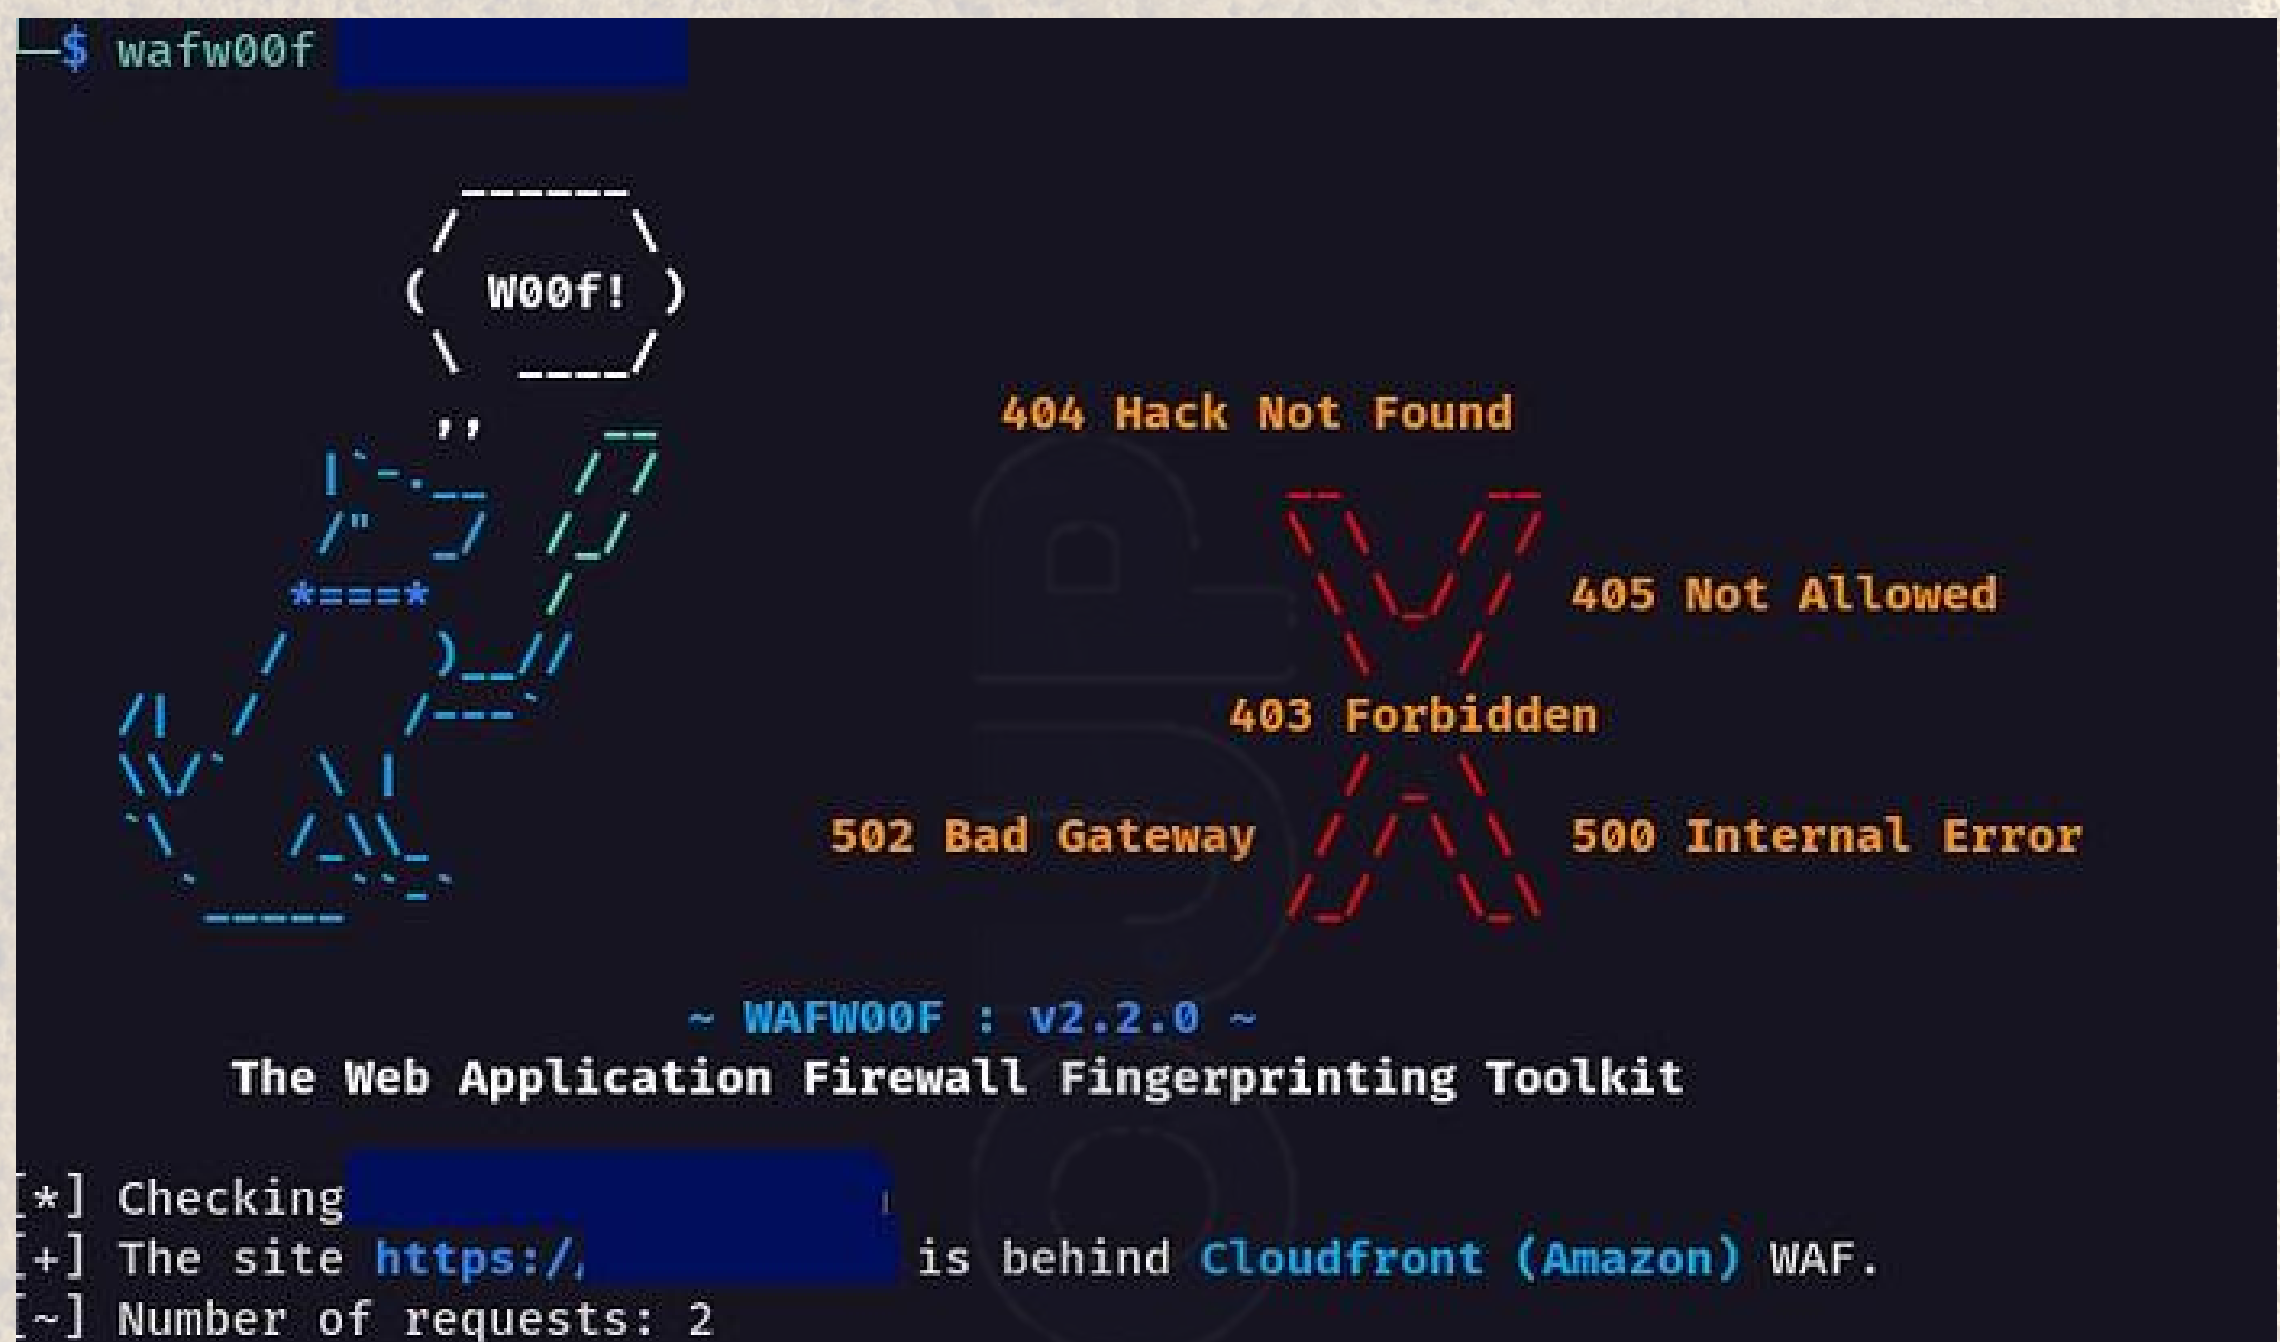 $ wafw00f
W00f!
404 Hack Not Found
405 Not Allowed
403 Forbidden
502 Bad Gateway
500 Internal Error
~ WAFW00F : v2.2.0 ~
The Web Application Firewall Fingerprinting Toolkit
[*] Checking
[+] The site https:/ is behind Cloudfront (Amazon) WAF.
[~] Number of requests: 2